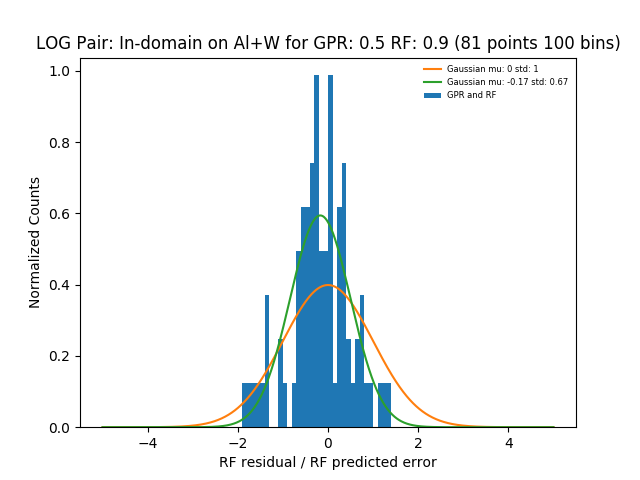 LOG Pair: In-domain on Al+W for GPR: 0.5 RF: 0.9 (81 points 100 bins)
Gaussian mu: 0 std: 1
Gaussian mu: -0.17 std: 0.67
GPR and RF
Normalized Counts
1.0
0.8
0.6
0.4
0.2
0.0
−4
−2
0
2
4
RF residual / RF predicted error